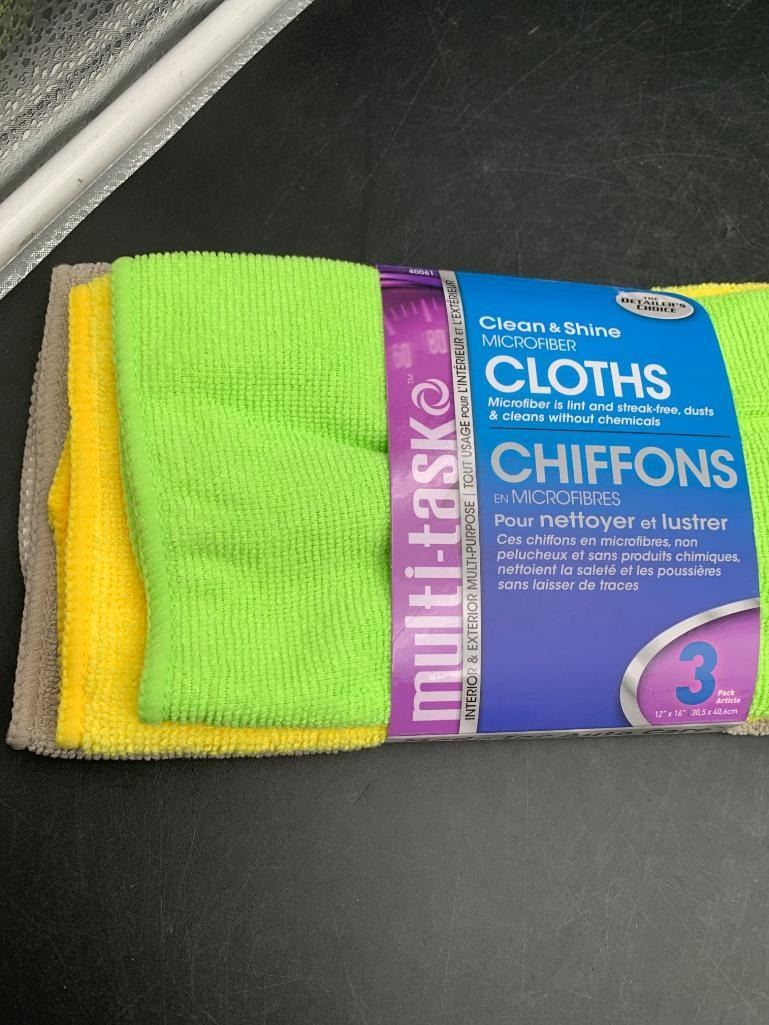 40061
THE
DETAILER'S
CHOICE
multi-task
TM
INTERIOR & EXTERIOR MULTI-PURPOSE | TOUT USAGE POUR L'INTÉRIEUR ET L'EXTÉRIEUR
60 80
Clean & Shine
MICROFIBER
CLOTHS
Microfiber is lint and streak-free, dusts
& cleans without chemicals
CHIFFONS
EN MICROFIBRES
Pour nettoyer et lustrer
Ces chiffons en microfibres, non
pelucheux et sans produits chimiques,
nettoient la saleté et les poussières
sans laisser de traces
3
Pack
Article
12" x 16" 30,5 x 40,6cm